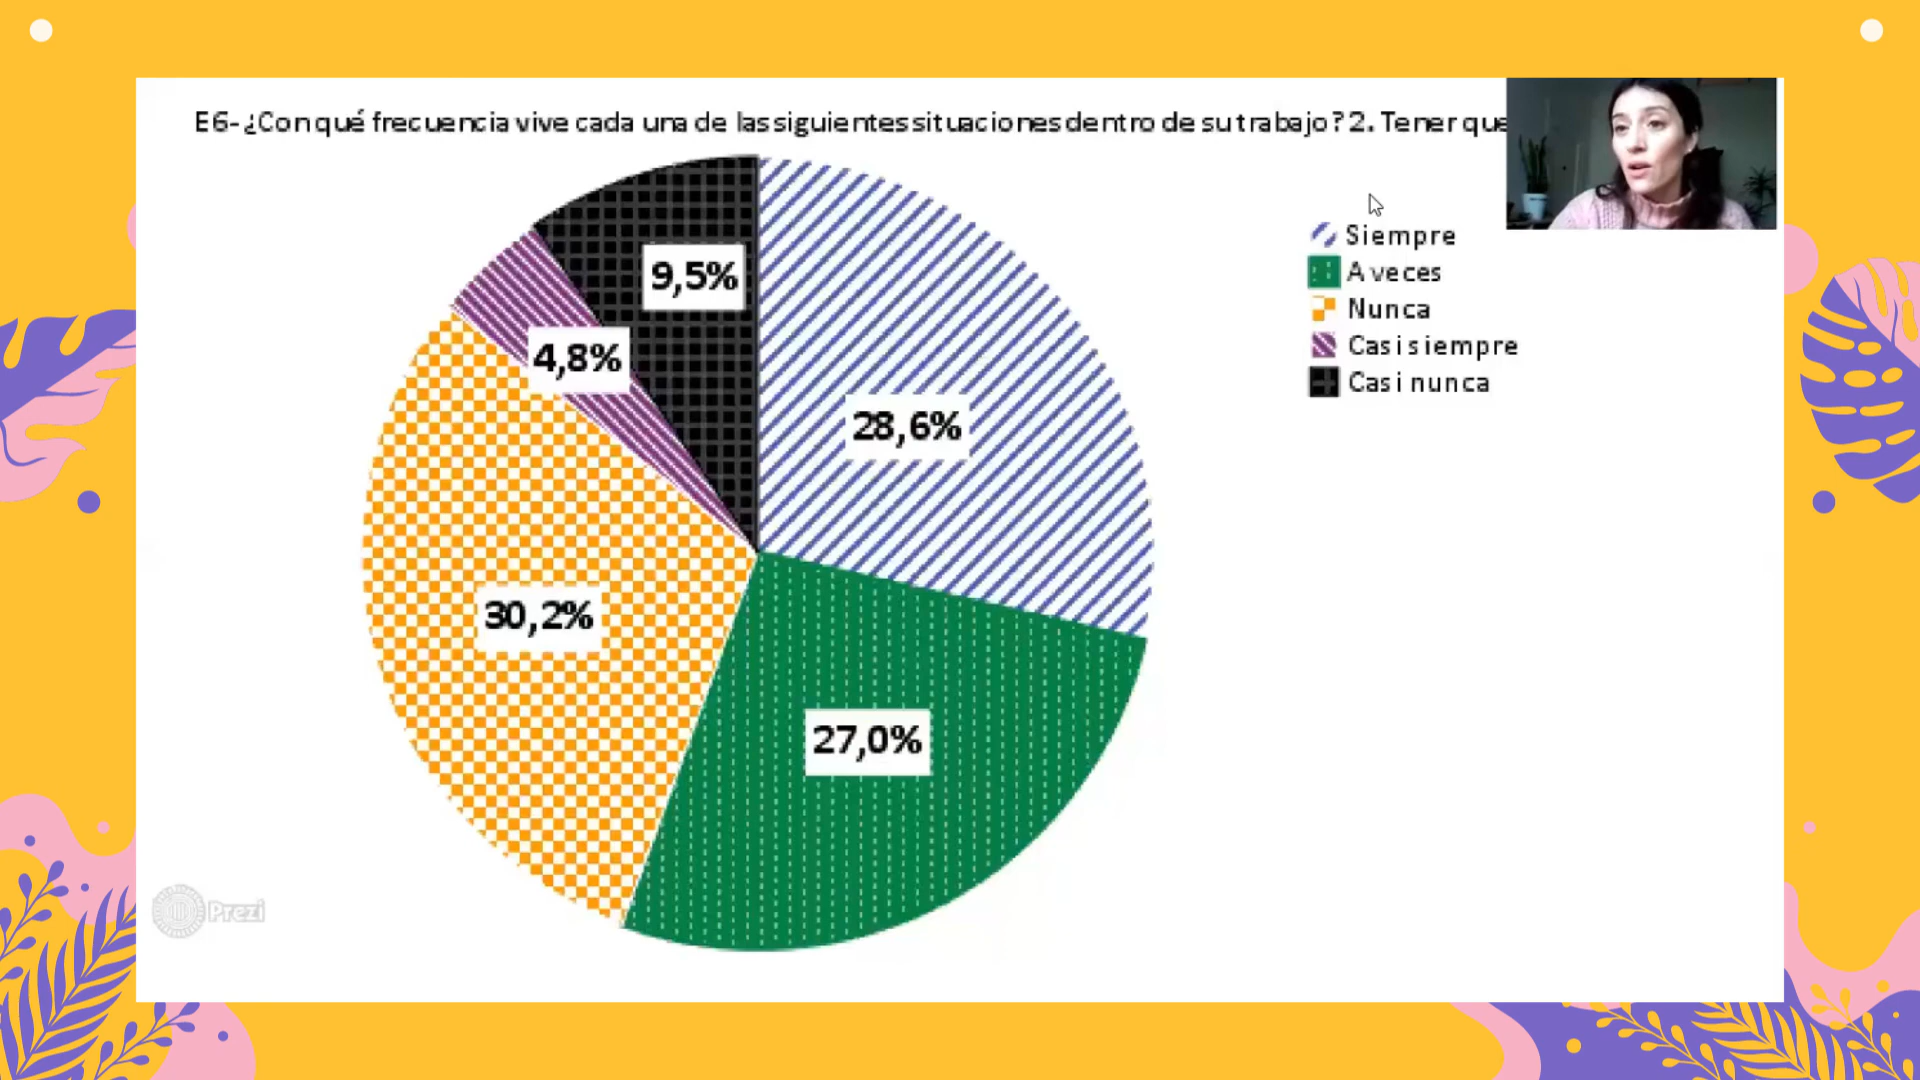 E6-¿Con qué frecuencia vive cada una de las siguientes situaciones dentro de su trabajo? 2. Tener que
Siempre
A veces
Nunca
Casi siempre
Casi nunca
9,5%
4,8%
28,6%
30,2%
27,0%
Prezi